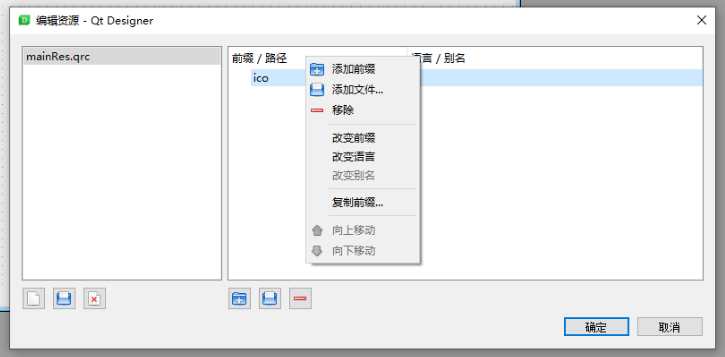 编辑资源 - Qt Designer
mainRes.qrc
前缀 / 路径
语言 / 别名
ico
添加前缀
添加文件...
移除
改变前缀
改变语言
改变别名
复制前缀...
向上移动
向下移动
确定
取消